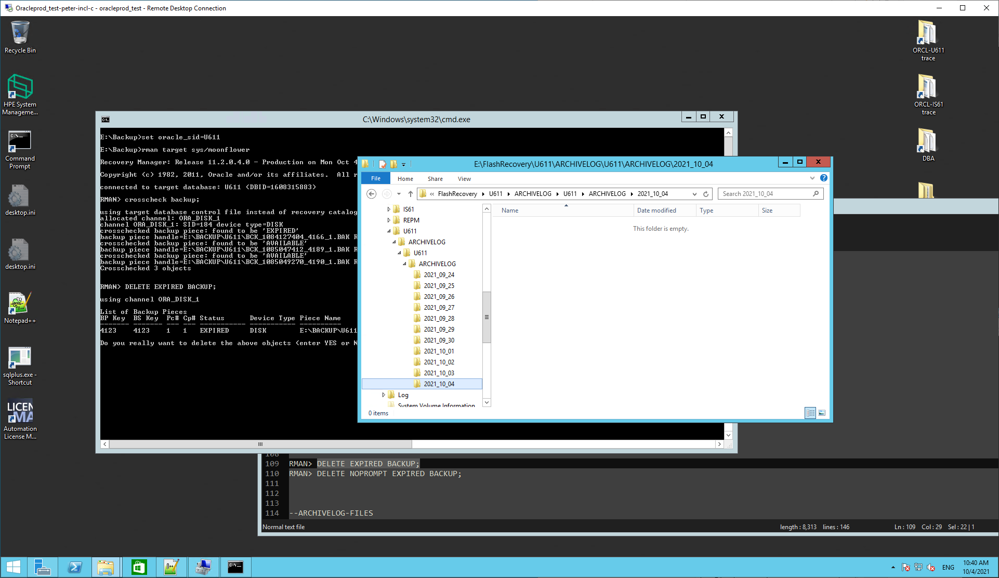 Oracleprod_test-peter-incl-c - oracleprod_test - Remote Desktop Connection
Recycle Bin
HPE System
Manageme...
Command
Prompt
desktop.ini
desktop.ini
Notepad++
sqlplus.exe -
Shortcut
LICEN
MA
Automation
License M...
ORCL-U611
trace
ORCL-IS61
trace
DBA
C:\Windows\system32\cmd.exe
E:\Backup>set oracle_sid=U611
E:\Backup>rman target sys/moonflower
Recovery Manager: Release 11.2.0.4.0 - Production on Mon Oct 4
Copyright (c) 1982, 2011, Oracle and/or its affiliates.  All r
connected to target database: U611 (DBID=1608315883)
RMAN> crosscheck backup;
using target database control file instead of recovery catalog
allocated channel: ORA_DISK_1
channel ORA_DISK_1: SID=184 device type=DISK
crosschecked backup piece: found to be 'EXPIRED'
backup piece handle=E:\BACKUP\U611\BCK_1084127404_4166_1.BAK R
crosschecked backup piece: found to be 'AVAILABLE'
backup piece handle=E:\BACKUP\U611\BCK_1085047412_4189_1.BAK R
crosschecked backup piece: found to be 'AVAILABLE'
backup piece handle=E:\BACKUP\U611\BCK_1085049270_4190_1.BAK R
Crosschecked 3 objects
RMAN> DELETE EXPIRED BACKUP;
using channel ORA_DISK_1
List of Backup Pieces
BP Key  BS Key  Pc# Cp# Status      Device Type Piece Name
------- ------- --- --- ----------- ----------- ----------
4123    4123    1   1   EXPIRED     DISK        E:\BACKUP\U611
Do you really want to delete the above objects (enter YES or N
E:\FlashRecovery\U611\ARCHIVELOG\U611\ARCHIVELOG\2021_10_04
File Home Share View
« FlashRecovery U611 ARCHIVELOG U611 ARCHIVELOG 2021_10_04
Search 2021_10_04
IS61
REPM
U611
ARCHIVELOG
U611
ARCHIVELOG
2021_09_24
2021_09_25
2021_09_26
2021_09_27
2021_09_28
2021_09_29
2021_09_30
2021_10_01
2021_10_02
2021_10_03
2021_10_04
Log
System Volume Information
Name Date modified Type Size
This folder is empty.
0 items
108
109 RMAN> DELETE EXPIRED BACKUP;
110 RMAN> DELETE NOPROMPT EXPIRED BACKUP;
111
112
113
114 --ARCHIVELOG-FILES
Normal text file length : 8,313 lines : 146 Ln : 109 Col : 29 Sel : 22 | 1
ENG
10:40 AM
10/4/2021